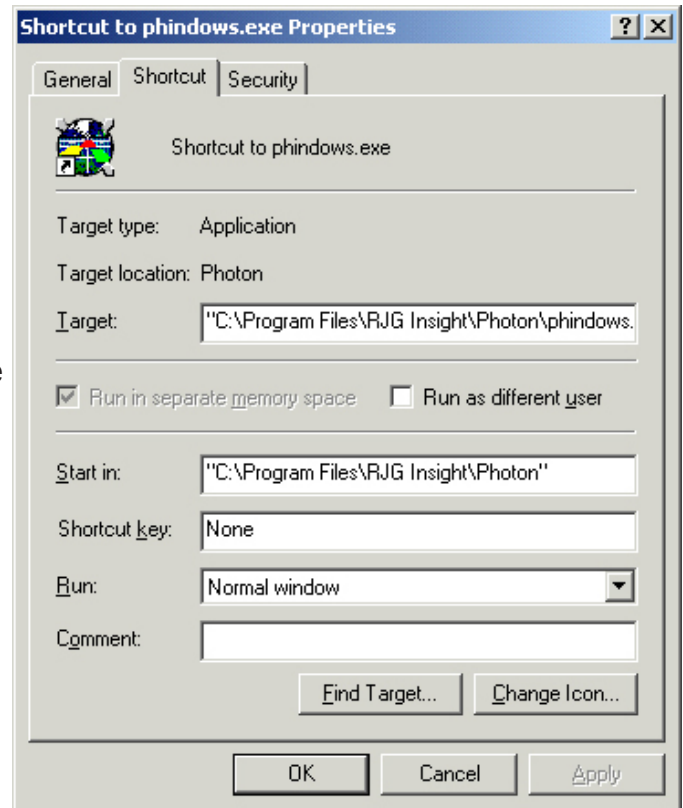 Shortcut to phindows.exe Properties
General Shortcut Security
Shortcut to phindows.exe
Target type: Application
Target location: Photon
Target: "C:\Program Files\RJG Insight\Photon\phindows.
e
Run in separate memory space Run as different user
Start in: "C:\Program Files\RJG Insight\Photon"
Shortcut key: None
Run: Normal window
Comment:
Find Target... Change Icon...
OK Cancel Apply